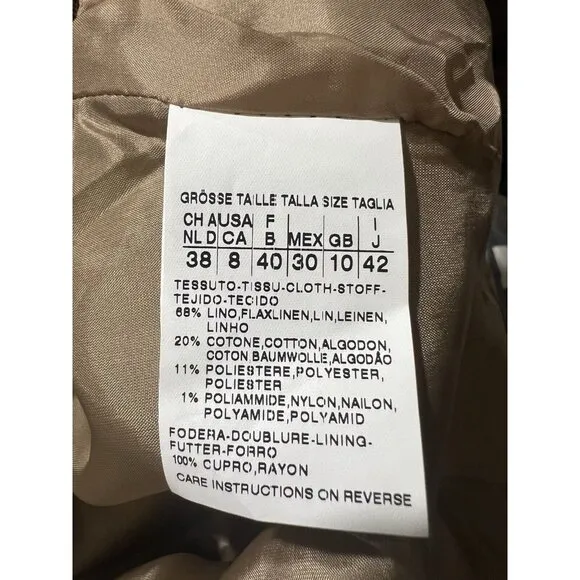 GRÖSSE TAILLE TALLA SIZE TAGLIA
CH A USA F I
NL D CA B MEX GB J
38 8 40 30 10 42
TESSUTO-TISSU-CLOTH-STOFF-
TEJIDO-TECIDO
68% LINO,FLAXLINEN,LIN,LEINEN,
LINHO
20% COTONE,COTTON,ALGODON,
COTON,BAUMWOLLE,ALGODÃO
11% POLIESTERE,POLYESTER,
POLIESTER
1% POLIAMMIDE,NYLON,NAILON,
POLYAMIDE,POLYAMID
FODERA-DOUBLURE-LINING-
FUTTER-FORRO
100% CUPRO,RAYON
CARE INSTRUCTIONS ON REVERSE